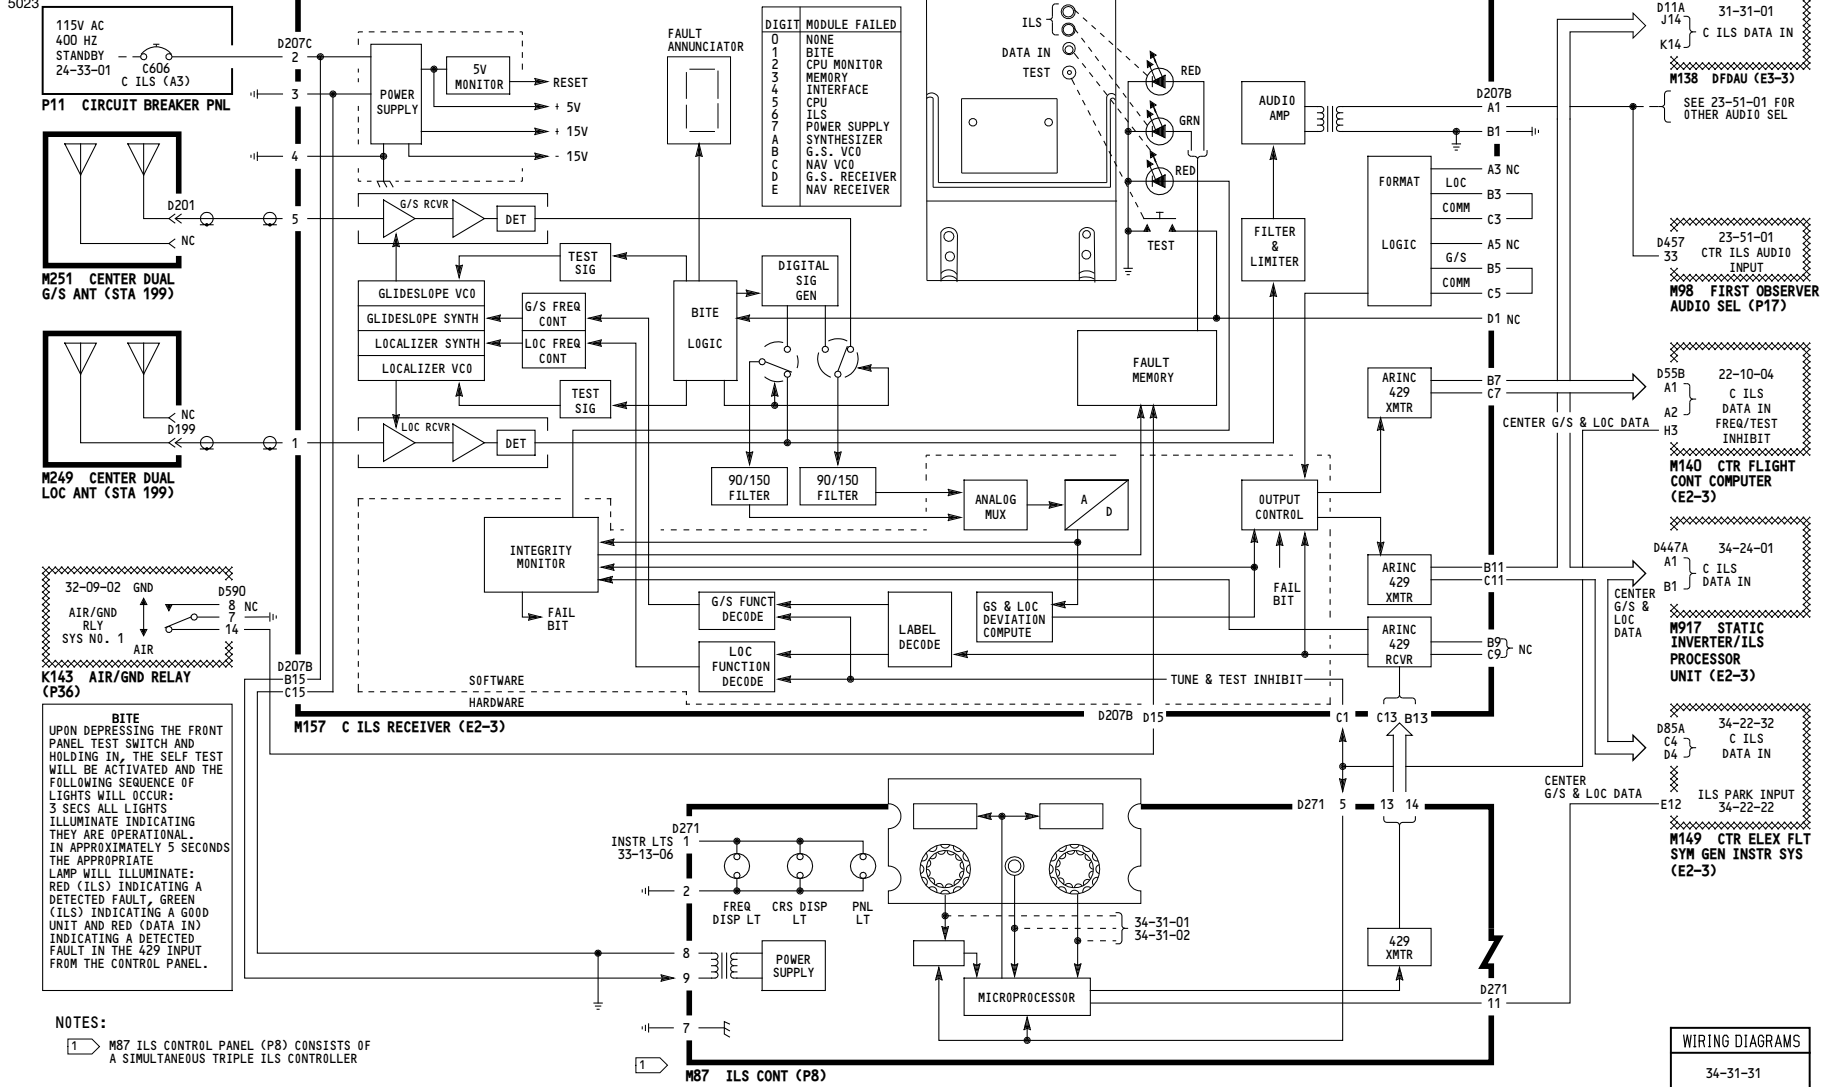 5023
115V AC
400 HZ
STANDBY
24-33-01
C606
C ILS (A3)
P11 CIRCUIT BREAKER PNL
D207C
2
3
4
5
1
POWER
SUPPLY
5V
MONITOR
RESET
+ 5V
+ 15V
- 15V
FAULT
ANNUNCIATOR
DIGIT MODULE FAILED
0 NONE
1 BITE
2 CPU MONITOR
3 MEMORY
4 INTERFACE
5 CPU
6 ILS
7 POWER SUPPLY
A SYNTHESIZER
B G.S. VCO
C NAV VCO
D G.S. RECEIVER
E NAV RECEIVER
ILS
DATA IN
TEST
RED
GRN
RED
TEST
AUDIO
AMP
FILTER
&
LIMITER
D207B
A1
B1
FORMAT
LOGIC
A3 NC
LOC
B3
COMM
C3
A5 NC
G/S
B5
COMM
C5
D1 NC
D11A
J14
K14
31-31-01
C ILS DATA IN
M138 DFDAU (E3-3)
SEE 23-51-01 FOR
OTHER AUDIO SEL
D457
33
23-51-01
CTR ILS AUDIO
INPUT
M98 FIRST OBSERVER
AUDIO SEL (P17)
D201
NC
M251 CENTER DUAL
G/S ANT (STA 199)
NC
D199
M249 CENTER DUAL
LOC ANT (STA 199)
G/S RCVR
DET
TEST
SIG
GLIDESLOPE VCO
GLIDESLOPE SYNTH
LOCALIZER SYNTH
LOCALIZER VCO
G/S FREQ
CONT
LOC FREQ
CONT
TEST
SIG
LOC RCVR
DET
BITE
LOGIC
DIGITAL
SIG
GEN
FAULT
MEMORY
90/150
FILTER
90/150
FILTER
ANALOG
MUX
A
D
OUTPUT
CONTROL
ARINC
429
XMTR
B7
C7
CENTER G/S & LOC DATA
D55B
A1
A2
H3
22-10-04
C ILS
DATA IN
FREQ/TEST
INHIBIT
M140 CTR FLIGHT
CONT COMPUTER
(E2-3)
INTEGRITY
MONITOR
FAIL
BIT
FAIL
BIT
ARINC
429
XMTR
B11
C11
CENTER
G/S &
LOC
DATA
D447A
A1
B1
34-24-01
C ILS
DATA IN
M917 STATIC
INVERTER/ILS
PROCESSOR
UNIT (E2-3)
G/S FUNCT
DECODE
LABEL
DECODE
GS & LOC
DEVIATION
COMPUTE
LOC
FUNCTION
DECODE
ARINC
429
RCVR
B9
C9
NC
TUNE & TEST INHIBIT
SOFTWARE
HARDWARE
32-09-02 GND
AIR/GND
RLY
SYS NO. 1
AIR
D590
8 NC
7
14
K143 AIR/GND RELAY
(P36)
D207B
B15
C15
M157 C ILS RECEIVER (E2-3)
D207B D15
C1
C13 B13
BITE
UPON DEPRESSING THE FRONT
PANEL TEST SWITCH AND
HOLDING IN, THE SELF TEST
WILL BE ACTIVATED AND THE
FOLLOWING SEQUENCE OF
LIGHTS WILL OCCUR:
3 SECS ALL LIGHTS
ILLUMINATE INDICATING
THEY ARE OPERATIONAL.
IN APPROXIMATELY 5 SECONDS
THE APPROPRIATE
LAMP WILL ILLUMINATE:
RED (ILS) INDICATING A
DETECTED FAULT, GREEN
(ILS) INDICATING A GOOD
UNIT AND RED (DATA IN)
INDICATING A DETECTED
FAULT IN THE 429 INPUT
FROM THE CONTROL PANEL.
D85A
C4
D4
34-22-32
C ILS
DATA IN
CENTER
G/S & LOC DATA
E12
ILS PARK INPUT
34-22-22
M149 CTR ELEX FLT
SYM GEN INSTR SYS
(E2-3)
D271 5 13 14
D271
INSTR LTS 1
33-13-06
2
FREQ
DISP LT
CRS DISP
LT
PNL
LT
34-31-01
34-31-02
8
9
7
POWER
SUPPLY
MICROPROCESSOR
429
XMTR
D271
11
NOTES:
1 M87 ILS CONTROL PANEL (P8) CONSISTS OF
A SIMULTANEOUS TRIPLE ILS CONTROLLER
1
M87 ILS CONT (P8)
WIRING DIAGRAMS
34-31-31